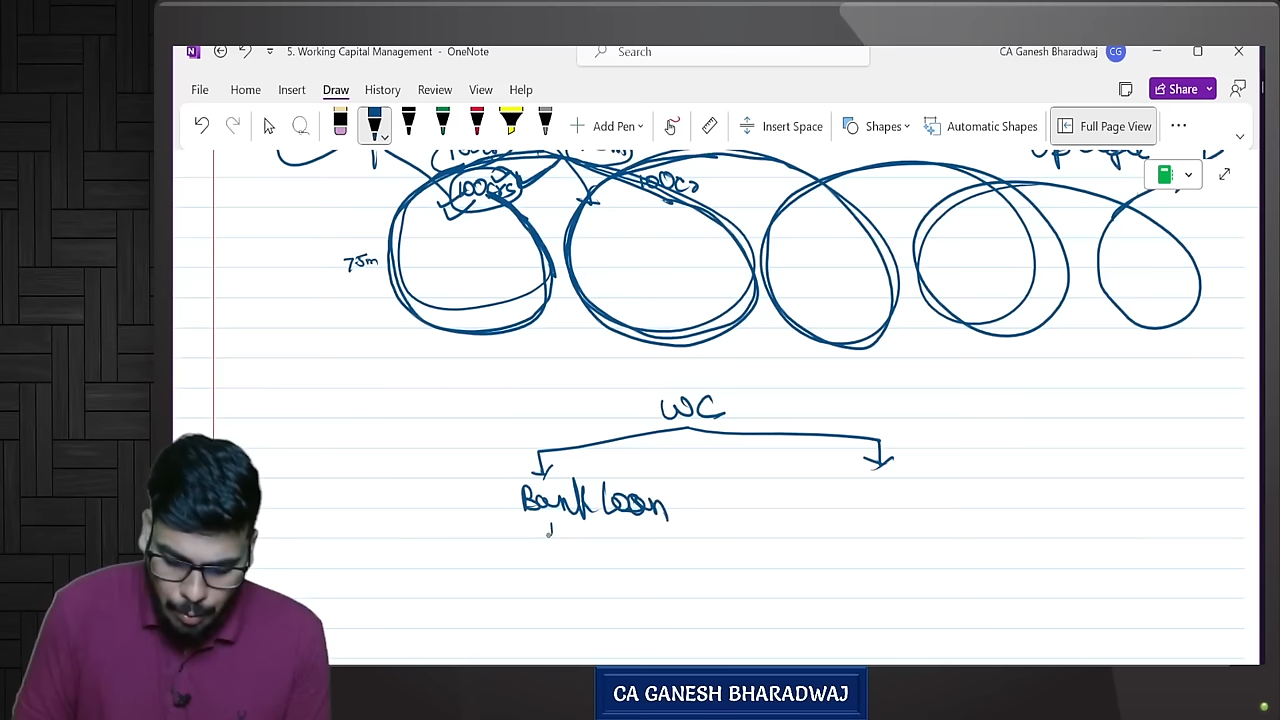 5. Working Capital Management - OneNote
Search
CA Ganesh Bharadwaj
CG
File Home Insert Draw History Review View Help
Share
Add Pen
Insert Space
Shapes
Automatic Shapes
Full Page View
100crs
100Cr
75m
WC
Bank Loan
CA GANESH BHARADWAJ